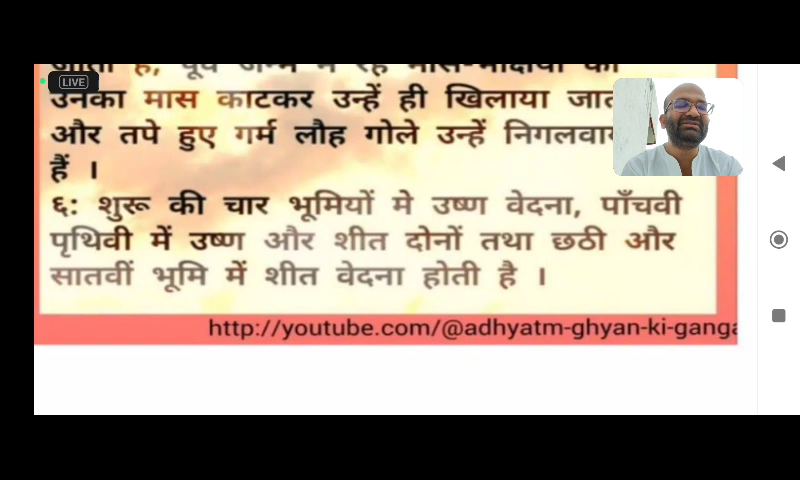 LIVE
उनका मास काटकर उन्हें ही खिलाया
और तपे हुए गर्म लौह गोले उन्हें
हैं ।
६: शुरू की चार भूमियों मे उष्ण वेदना, पाँचवी
पृथिवी में उष्ण और शीत दोनों तथा छठी और
सातवीं भूमि में शीत वेदना होती है ।
http://youtube.com/@adhyatm-ghyan-ki-ganga